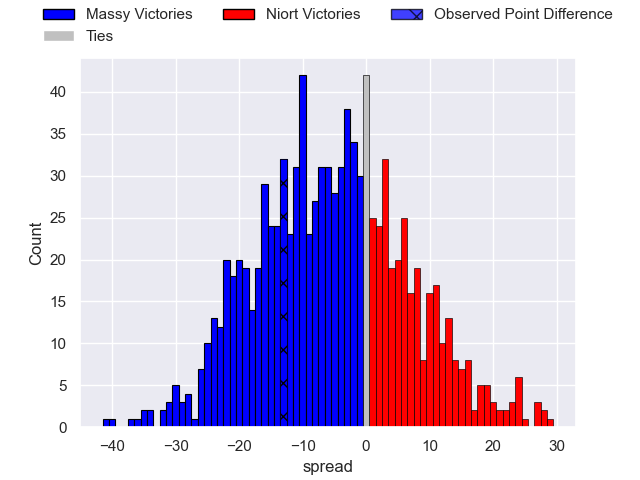 Massy Victories
Niort Victories
Observed Point Difference
Ties
Count
0
5
10
15
20
25
30
35
40
−40
−30
−20
−10
0
10
20
30
spread